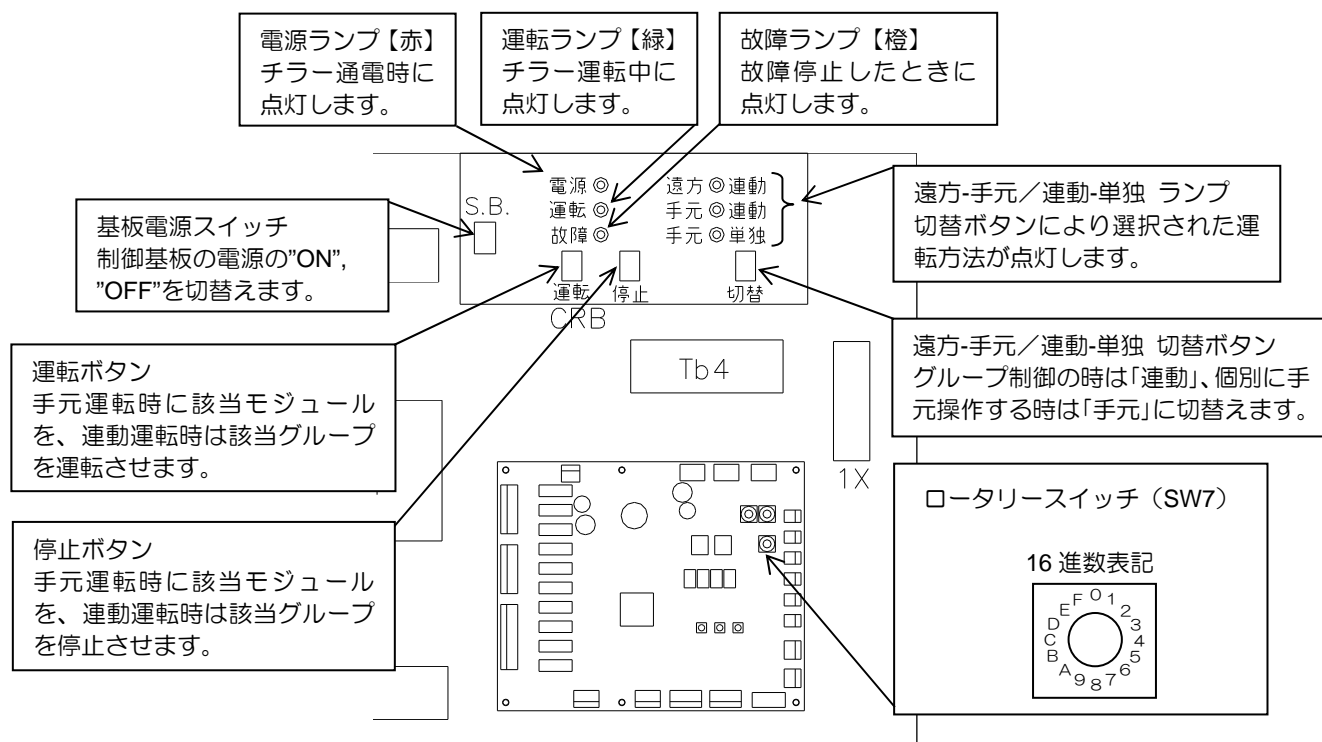 電源ランプ【赤】
チラー通電時に
点灯します。
運転ランプ【緑】
チラー運転中に
点灯します。
故障ランプ【橙】
故障停止したときに
点灯します。
基板電源スイッチ
制御基板の電源の”ON”,
”OFF”を切替えます。
S.B.
電源 ◎
運転 ◎
故障 ◎
遠方 ◎ 連動
手元 ◎ 連動
手元 ◎ 単独
運転
停止
切替
CRB
遠方-手元／連動-単独 ランプ
切替ボタンにより選択された運
転方法が点灯します。
遠方-手元／連動-単独 切替ボタン
グループ制御の時は「連動」、個別に手
元操作する時は「手元」に切替えます。
運転ボタン
手元運転時に該当モジュール
を、連動運転時は該当グループ
を運転させます。
Tb4
1X
停止ボタン
手元運転時に該当モジュール
を、連動運転時は該当グループ
を停止させます。
ロータリースイッチ（SW7）
16 進数表記
0 1 2 3 4 5 6 7 8 9 A B C D E F